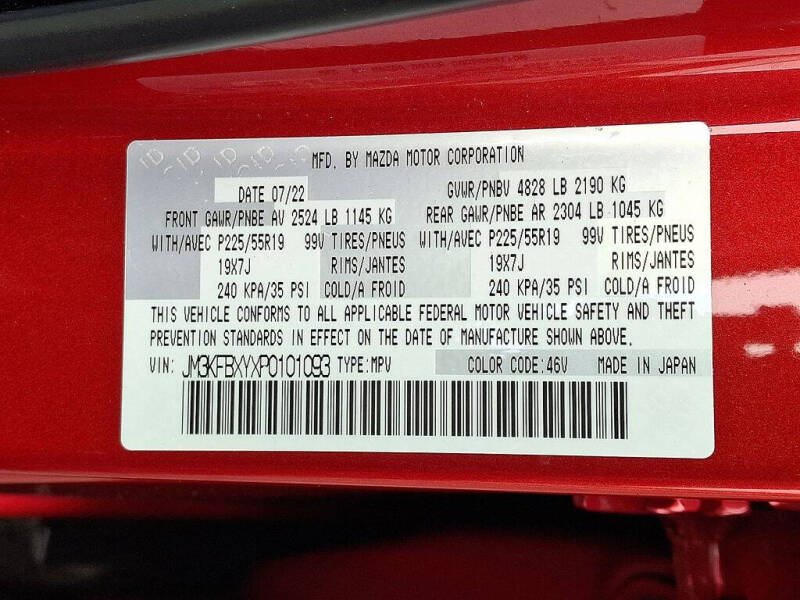 MFD. BY MAZDA MOTOR CORPORATION
DATE 07/22 GVWR/PNBV 4828 LB 2190 KG
FRONT GAWR/PNBE AV 2524 LB 1145 KG REAR GAWR/PNBE AR 2304 LB 1045 KG
WITH/AVEC P225/55R19 99V TIRES/PNEUS WITH/AVEC P225/55R19 99V TIRES/PNEUS
19X7J RIMS/JANTES 19X7J RIMS/JANTES
240 KPA/35 PSI COLD/A FROID 240 KPA/35 PSI COLD/A FROID
THIS VEHICLE CONFORMS TO ALL APPLICABLE FEDERAL MOTOR VEHICLE SAFETY AND THEFT
PREVENTION STANDARDS IN EFFECT ON THE DATE OF MANUFACTURE SHOWN ABOVE.
VIN: JM3KFBXYXP0101093 TYPE:MPV COLOR CODE:46V MADE IN JAPAN